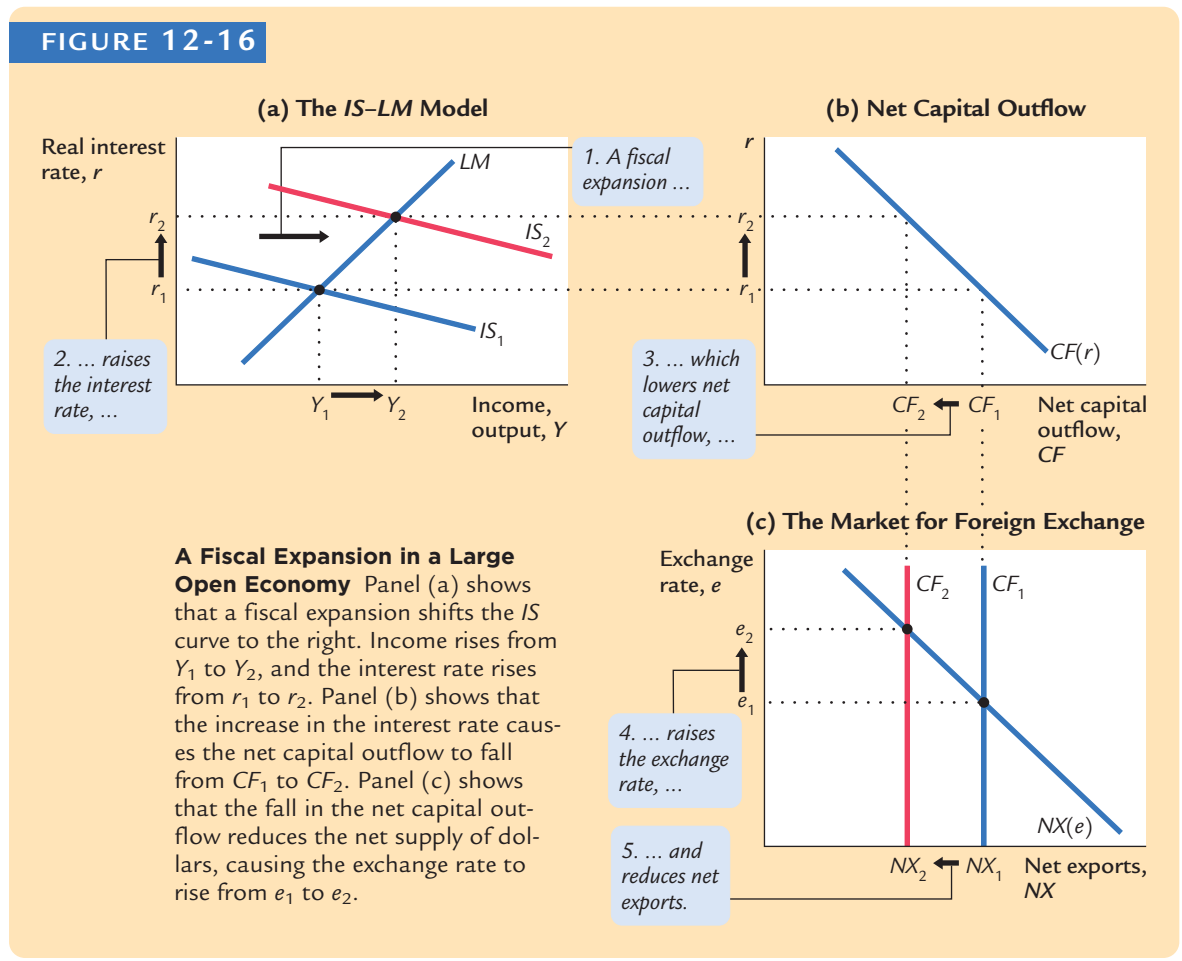 FIGURE 12-16
(a) The IS–LM Model
Real interest
rate, r
LM
1. A fiscal
expansion ...
r2
IS2
r1
IS1
2. ... raises
the interest
rate, ...
Y1
Y2
Income,
output, Y
(b) Net Capital Outflow
r
r2
r1
CF(r)
3. ... which
lowers net
capital
outflow, ...
CF2
CF1
Net capital
outflow,
CF
(c) The Market for Foreign Exchange
Exchange
rate, e
CF2
CF1
e2
e1
4. ... raises
the exchange
rate, ...
NX(e)
5. ... and
reduces net
exports.
NX2
NX1
Net exports,
NX
A Fiscal Expansion in a Large
Open Economy Panel (a) shows
that a fiscal expansion shifts the IS
curve to the right. Income rises from
Y1 to Y2, and the interest rate rises
from r1 to r2. Panel (b) shows that
the increase in the interest rate caus-
es the net capital outflow to fall
from CF1 to CF2. Panel (c) shows
that the fall in the net capital out-
flow reduces the net supply of dol-
lars, causing the exchange rate to
rise from e1 to e2.